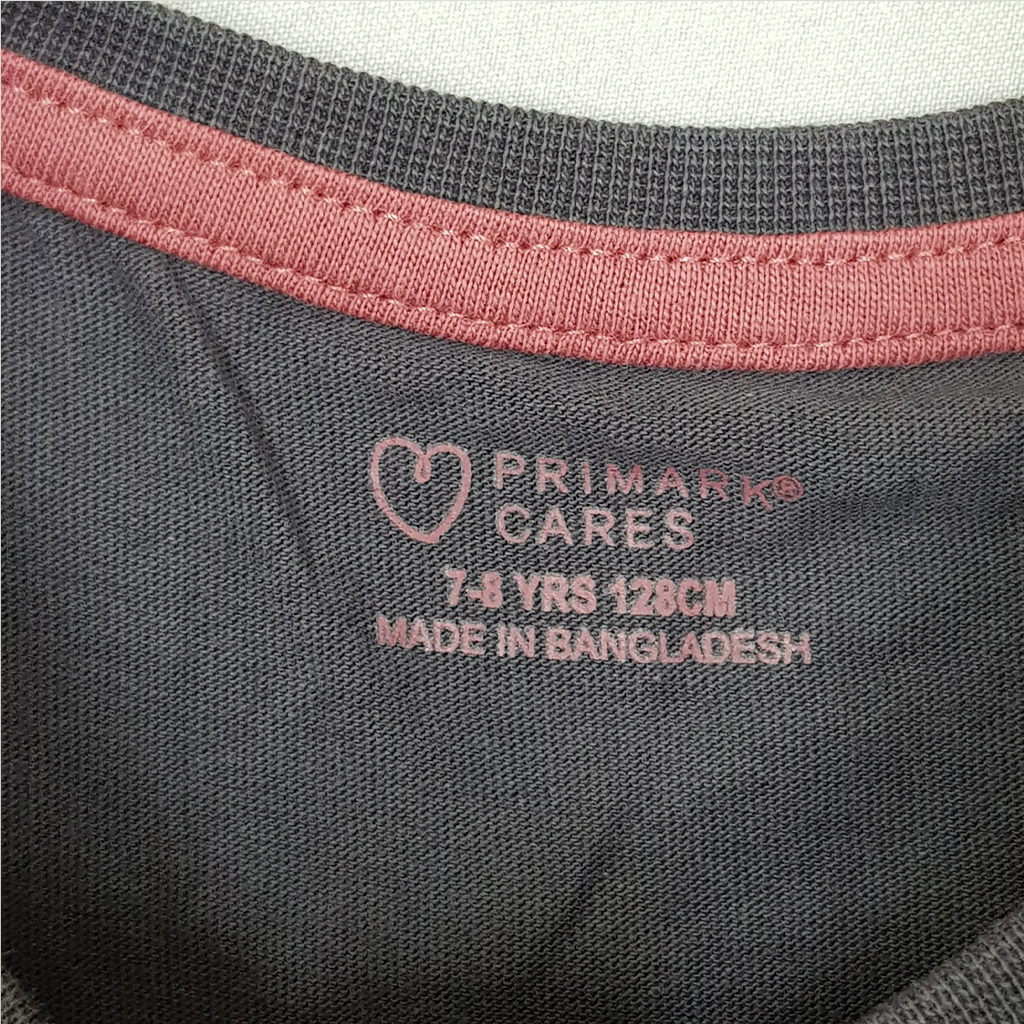 PRIMARK®
CARES
7-8 YRS 128CM
MADE IN BANGLADESH